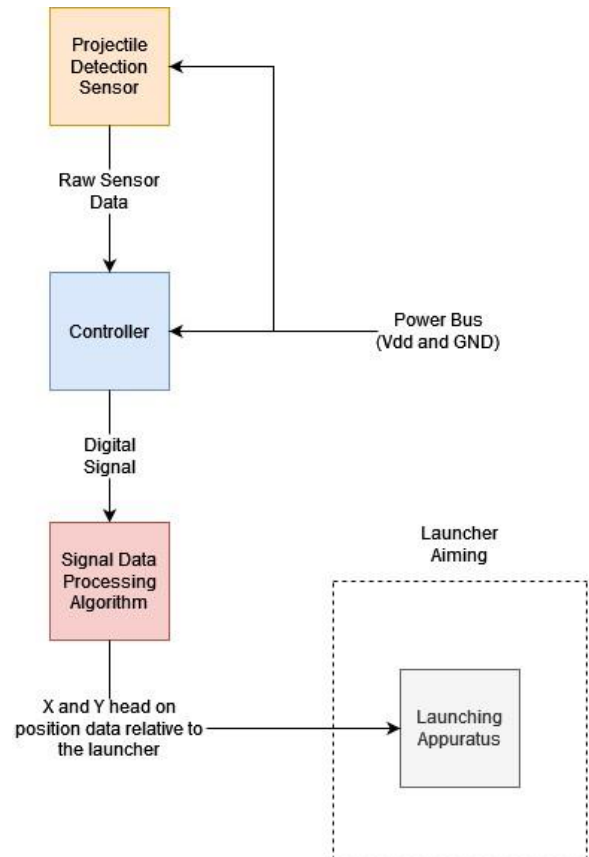 Projectile
Detection
Sensor
Raw Sensor
Data
Controller
Power Bus
(Vdd and GND)
Digital
Signal
Signal Data
Processing
Algorithm
Launcher
Aiming
X and Y head on
position data relative to
the launcher
Launching
Appuratus